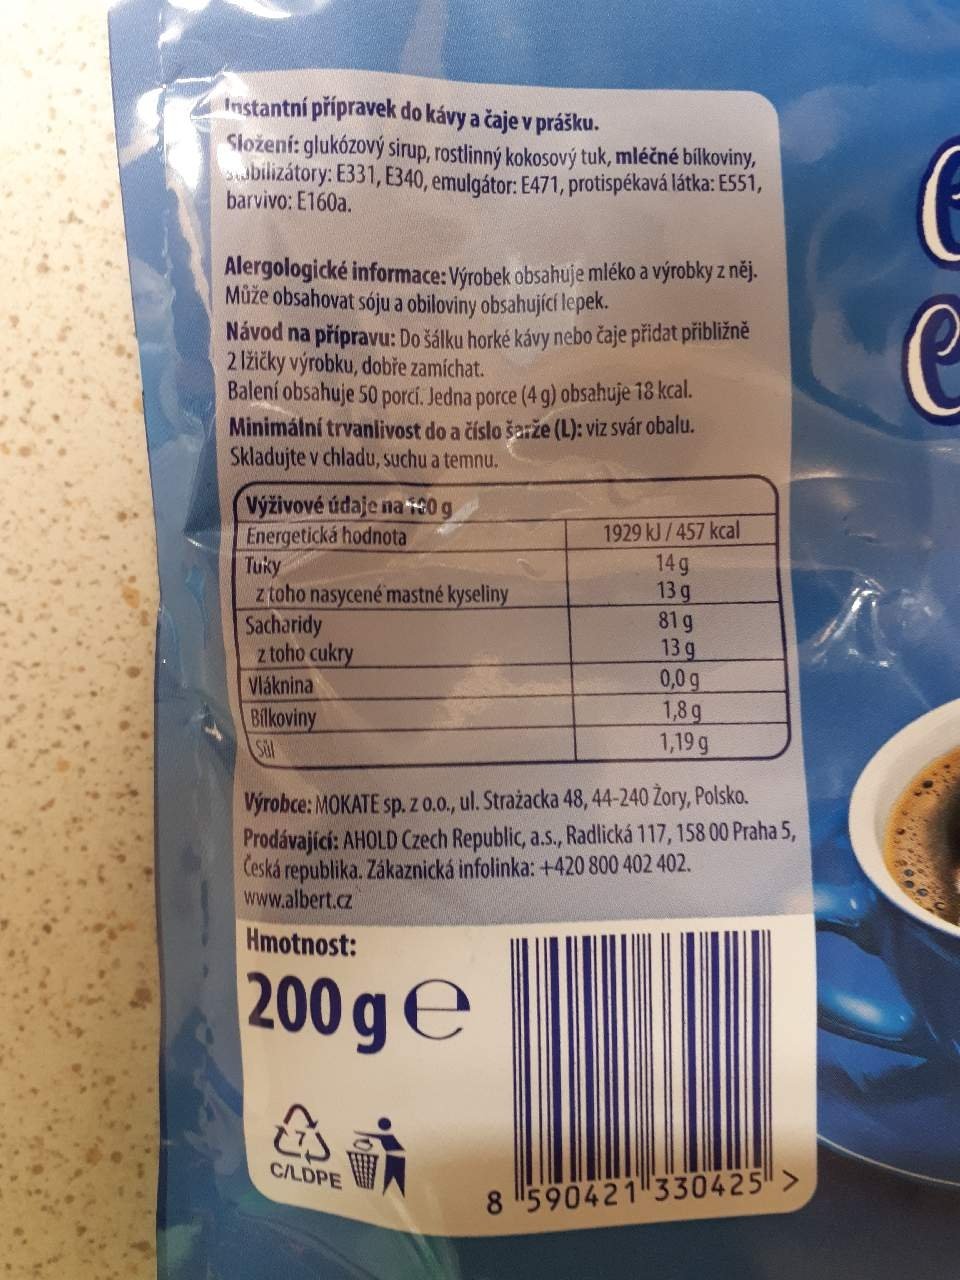 Instantní přípravek do kávy a čaje v prášku.
Složení: glukózový sirup, rostlinný kokosový tuk, mléčné bílkoviny,
stabilizátory: E331, E340, emulgátor: E471, protispékavá látka: E551,
barvivo: E160a.
Alergologické informace: Výrobek obsahuje mléko a výrobky z něj.
Může obsahovat sóju a obiloviny obsahující lepek.
Návod na přípravu: Do šálku horké kávy nebo čaje přidat přibližně
2 lžičky výrobku, dobře zamíchat.
Balení obsahuje 50 porcí. Jedna porce (4 g) obsahuje 18 kcal.
Minimální trvanlivost do a číslo šarže (L): viz svár obalu.
Skladujte v chladu, suchu a temnu.
Výživové údaje na 100 g
Energetická hodnota 1929 kJ / 457 kcal
Tuky 14 g
z toho nasycené mastné kyseliny 13 g
Sacharidy 81 g
z toho cukry 13 g
Vláknina 0,0 g
Bílkoviny 1,8 g
Sůl 1,19 g
Výrobce: MOKATE sp. z o.o., ul. Strażacka 48, 44-240 Żory, Polsko.
Prodávající: AHOLD Czech Republic, a.s., Radlická 117, 158 00 Praha 5,
Česká republika. Zákaznická infolinka: +420 800 402 402.
www.albert.cz
Hmotnost:
200 g e
7
C/LDPE
8 590421 330425 >